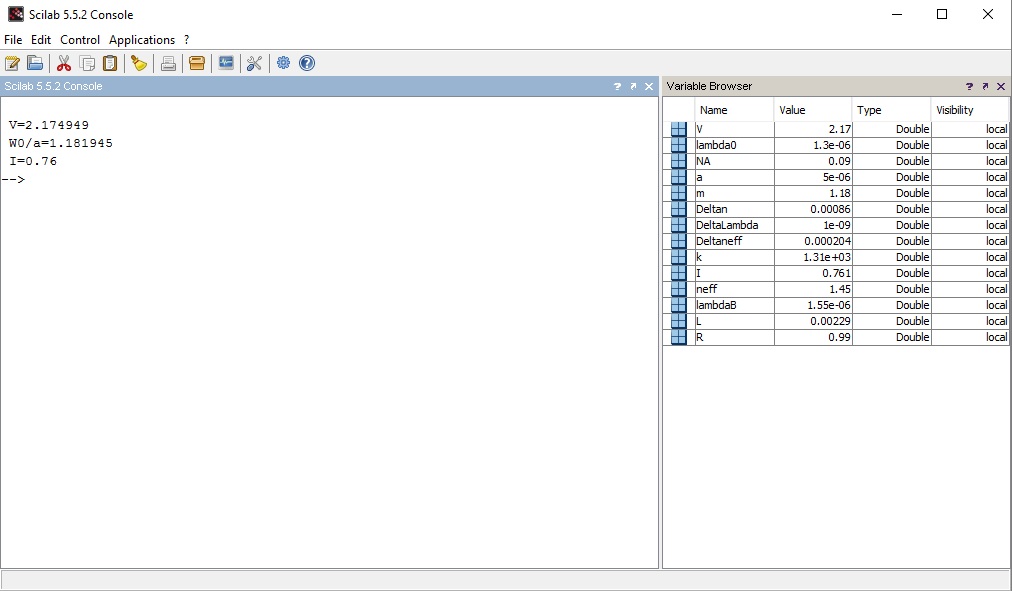 Scilab 5.5.2 Console
File Edit Control Applications ?
Scilab 5.5.2 Console ?
V=2.174949
W0/a=1.181945
I=0.76
-->
Variable Browser ?
Name Value Type Visibility
V 2.17 Double local
lambda0 1.3e-06 Double local
NA 0.09 Double local
a 5e-06 Double local
m 1.18 Double local
Deltan 0.00086 Double local
DeltaLambda 1e-09 Double local
Deltaneff 0.000204 Double local
k 1.31e+03 Double local
I 0.761 Double local
neff 1.45 Double local
lambdaB 1.55e-06 Double local
L 0.00229 Double local
R 0.99 Double local